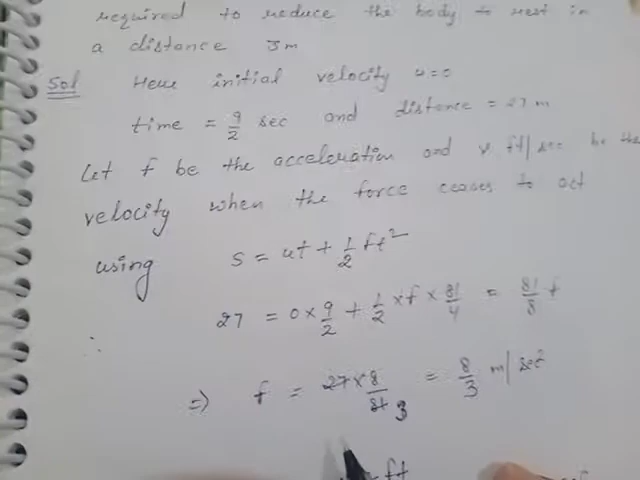 required to reduce the body to rest in
a distance 3m
Sol Here initial velocity u=0
time = 9/2 sec and distance = 27 m
Let f be the acceleration and v ft/sec be the
velocity when the force ceases to act
using s = ut + 1/2 ft²
27 = 0 × 9/2 + 1/2 × f × 81/4 = 81/8 f
∴
⇒ f = 27×8/81 3 = 8/3 m/sec²
ft